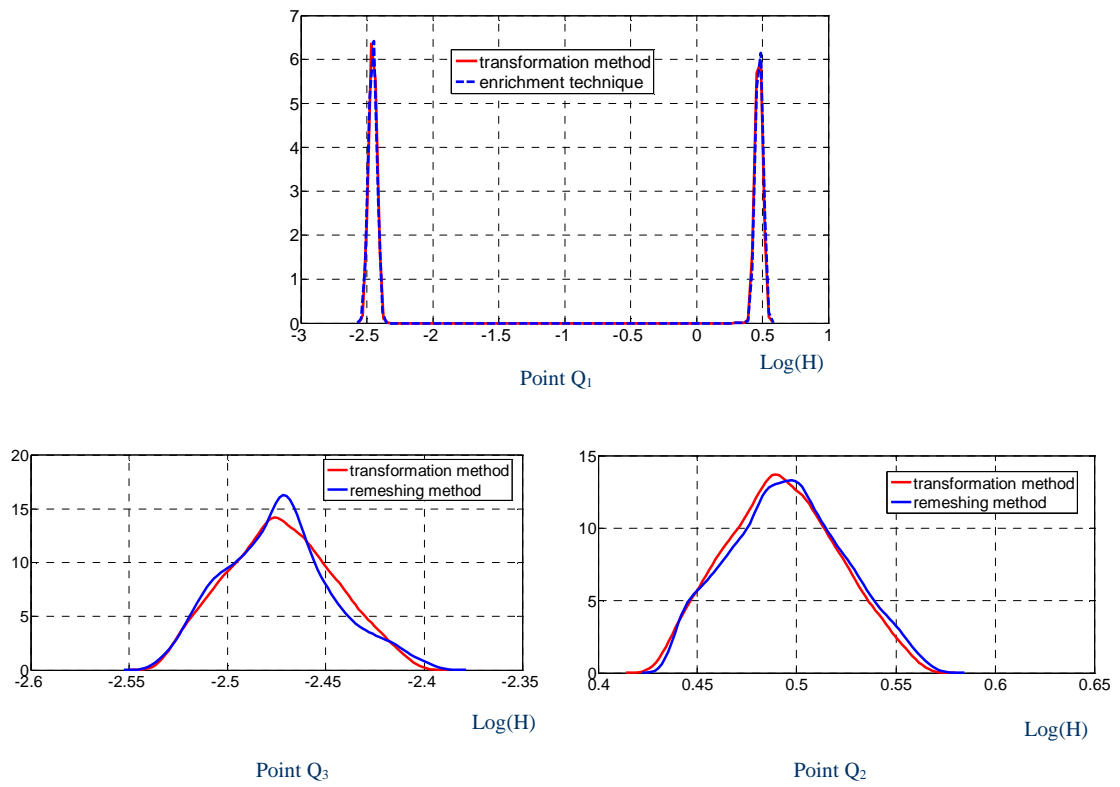 7
6
5
4
3
2
1
0
transformation method
enrichment technique
-3 -2.5 -2 -1.5 -1 -0.5 0 0.5 1
Log(H)
Point Q1
20
15
10
5
0
transformation method
remeshing method
-2.6 -2.55 -2.5 -2.45 -2.4 -2.35
Log(H)
Point Q3
15
10
5
0
transformation method
remeshing method
0.4 0.45 0.5 0.55 0.6 0.65
Log(H)
Point Q2